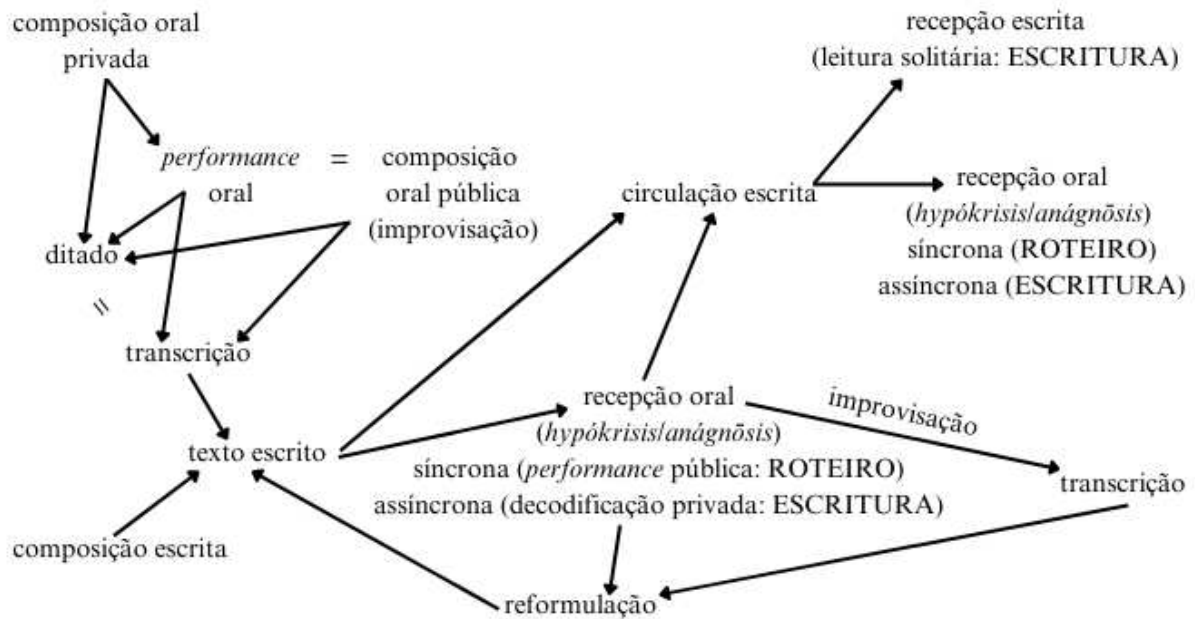 composição oral
privada
performance = composição
oral oral pública
(improvisação)
ditado
=
transcrição
texto escrito
composição escrita
recepção escrita
(leitura solitária: ESCRITURA)
circulação escrita
recepção oral
(hypókrisis/anágnōsis)
síncrona (ROTEIRO)
assíncrona (ESCRITURA)
recepção oral
(hypókrisis/anágnōsis)
síncrona (performance pública: ROTEIRO)
assíncrona (decodificação privada: ESCRITURA)
improvisação
transcrição
reformulação